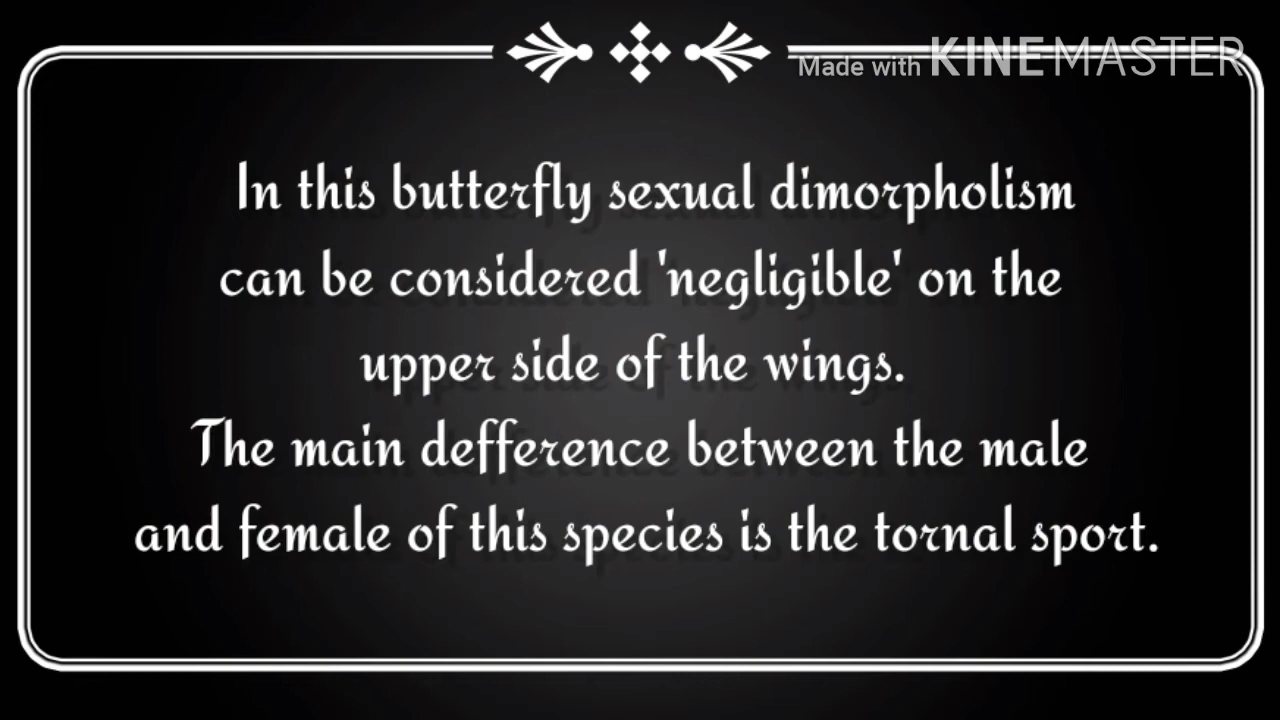 Made with KINEMASTER
In this butterfly sexual dimorpholism
can be considered 'negligible' on the
upper side of the wings.
The main defference between the male
and female of this species is the tornal sport.